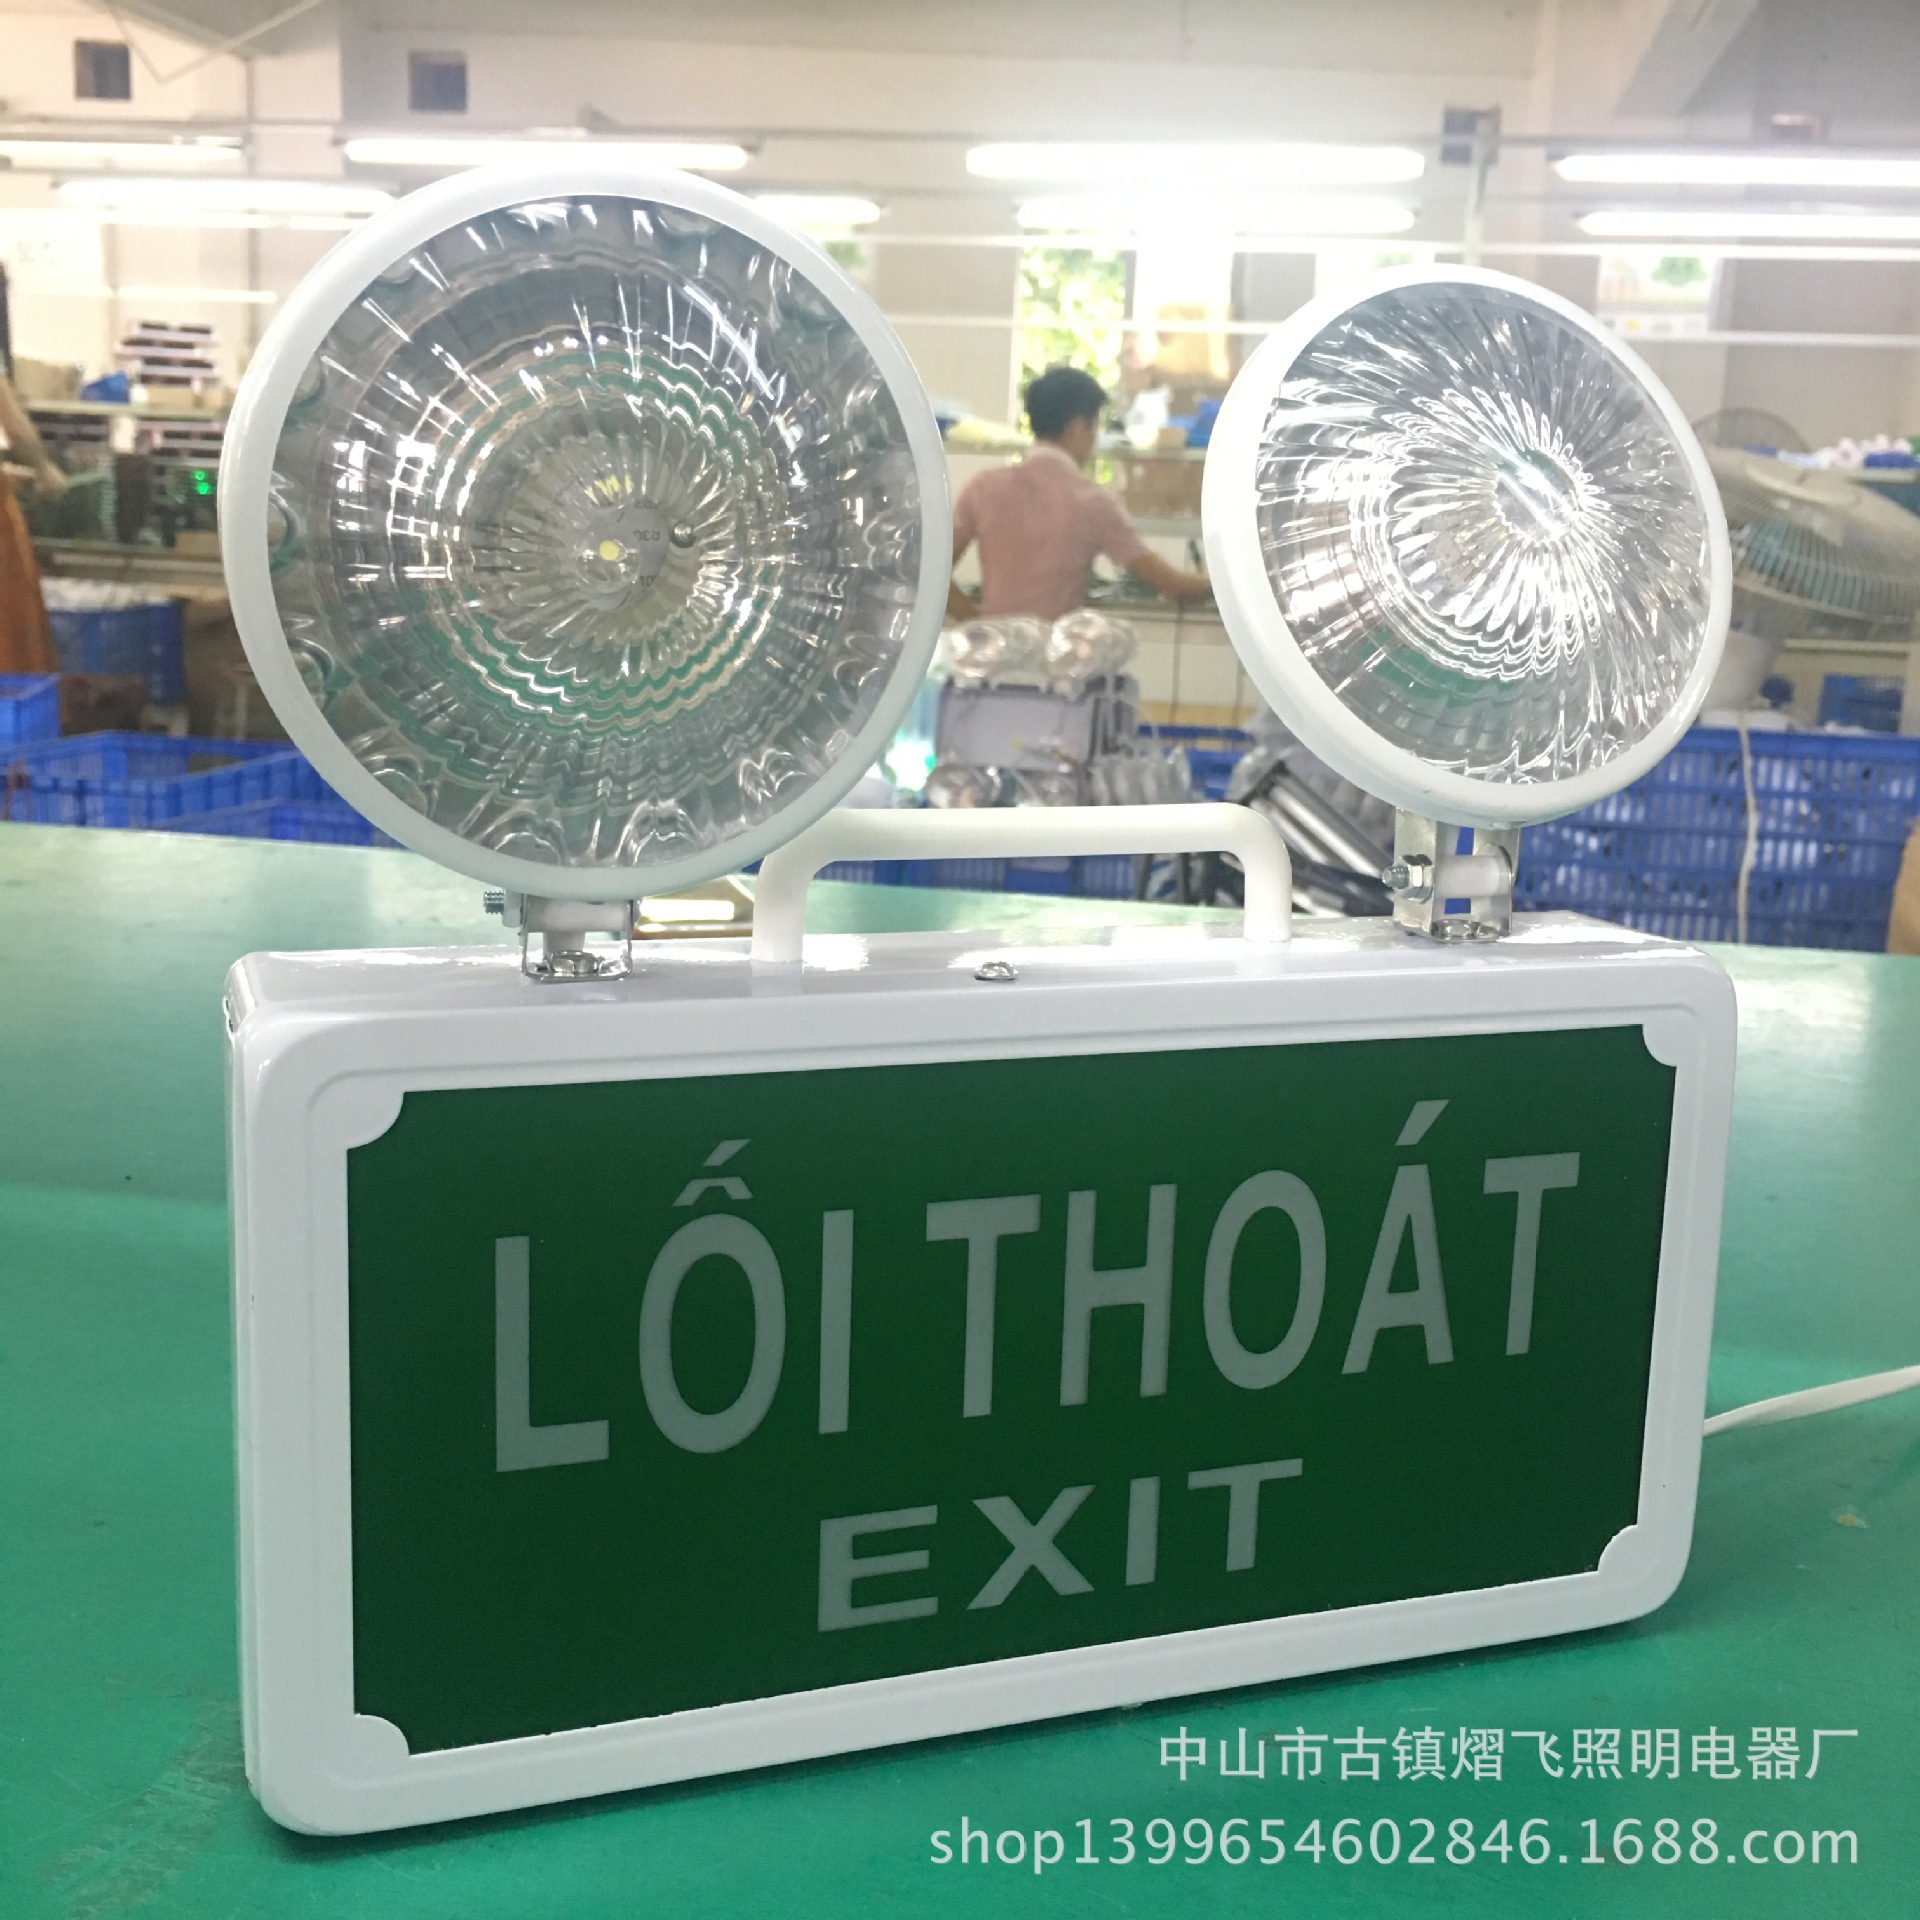 LỐI THOÁT
EXIT
中山市古镇熠飞照明电器厂
shop1399654602846.1688.com